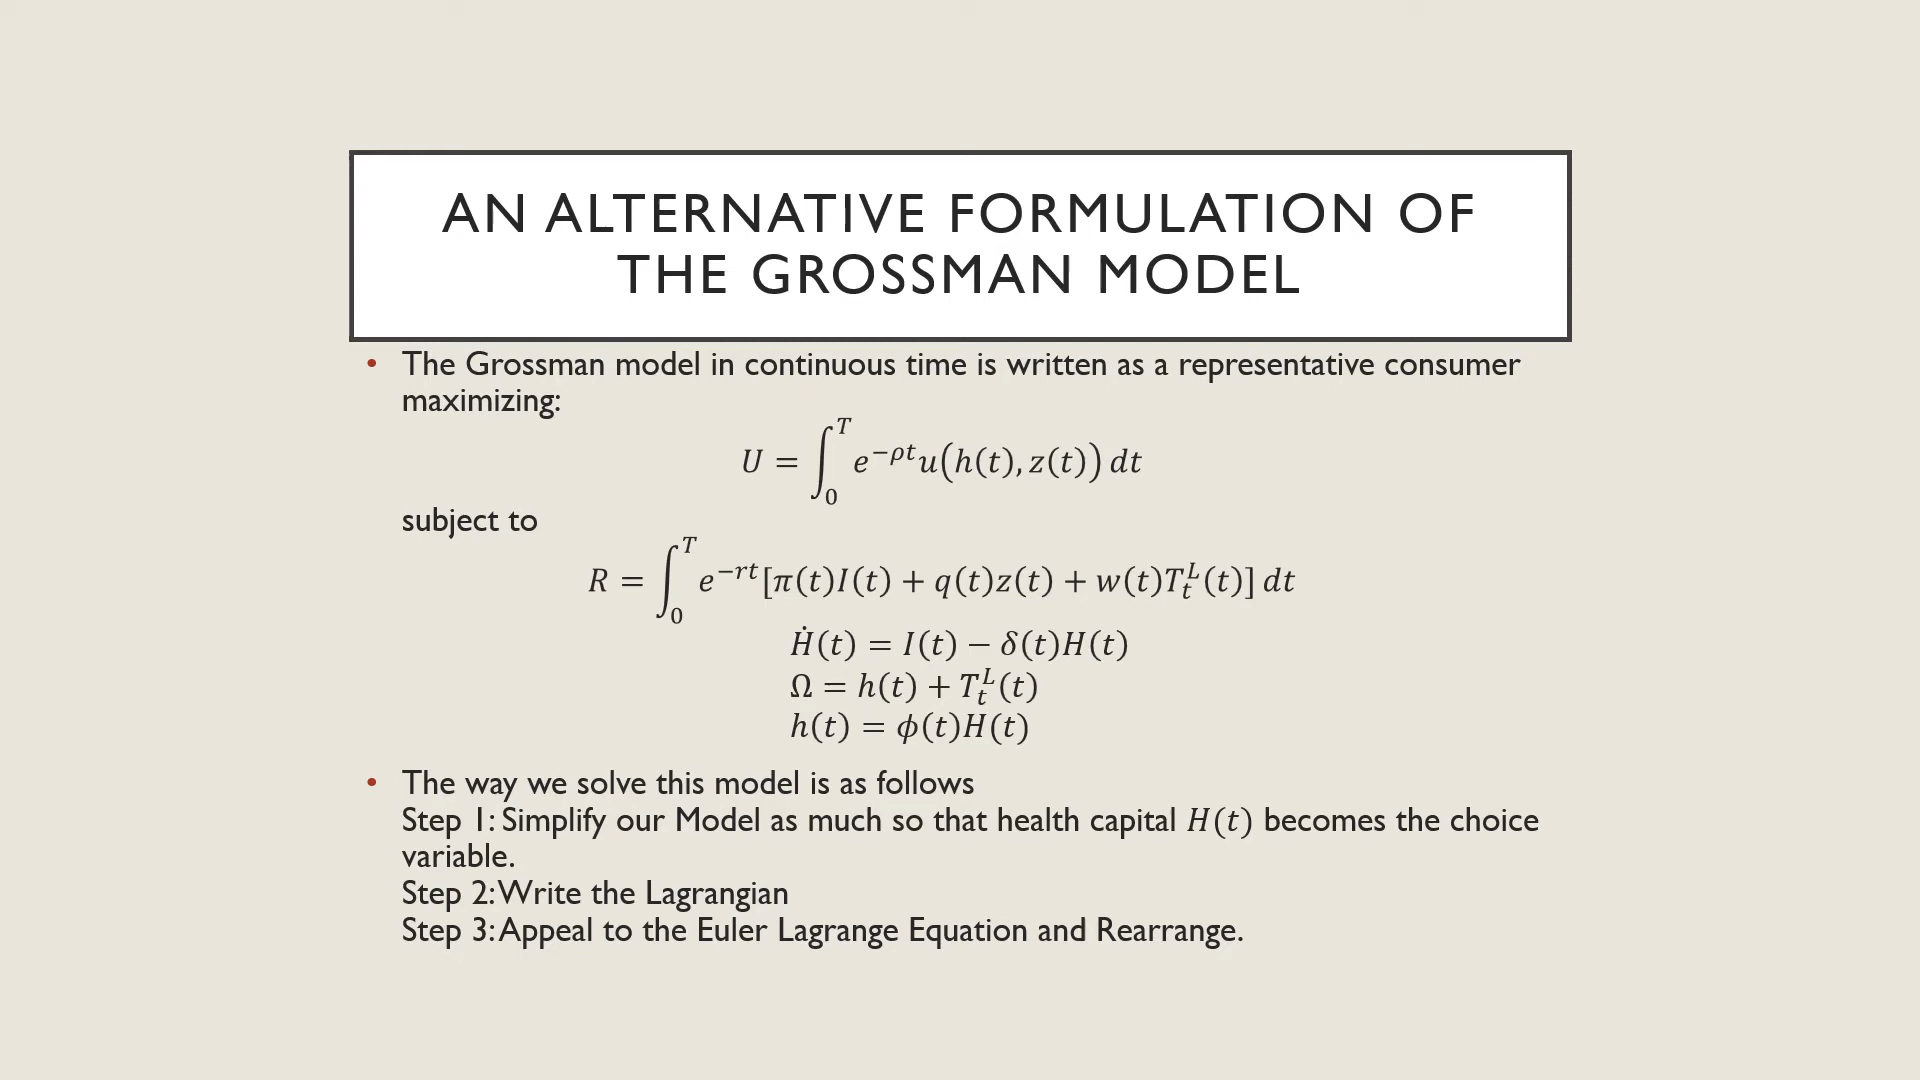 AN ALTERNATIVE FORMULATION OF
THE GROSSMAN MODEL
• The Grossman model in continuous time is written as a representative consumer
maximizing:
U = ∫₀ᵀ e^{−ρt} u(h(t), z(t)) dt
subject to
R = ∫₀ᵀ e^{−rt} [π(t)I(t) + q(t)z(t) + w(t)T_t^L(t)] dt
Ḣ(t) = I(t) − δ(t)H(t)
Ω = h(t) + T_t^L(t)
h(t) = ϕ(t)H(t)
• The way we solve this model is as follows
Step 1: Simplify our Model as much so that health capital H(t) becomes the choice
variable.
Step 2: Write the Lagrangian
Step 3: Appeal to the Euler Lagrange Equation and Rearrange.